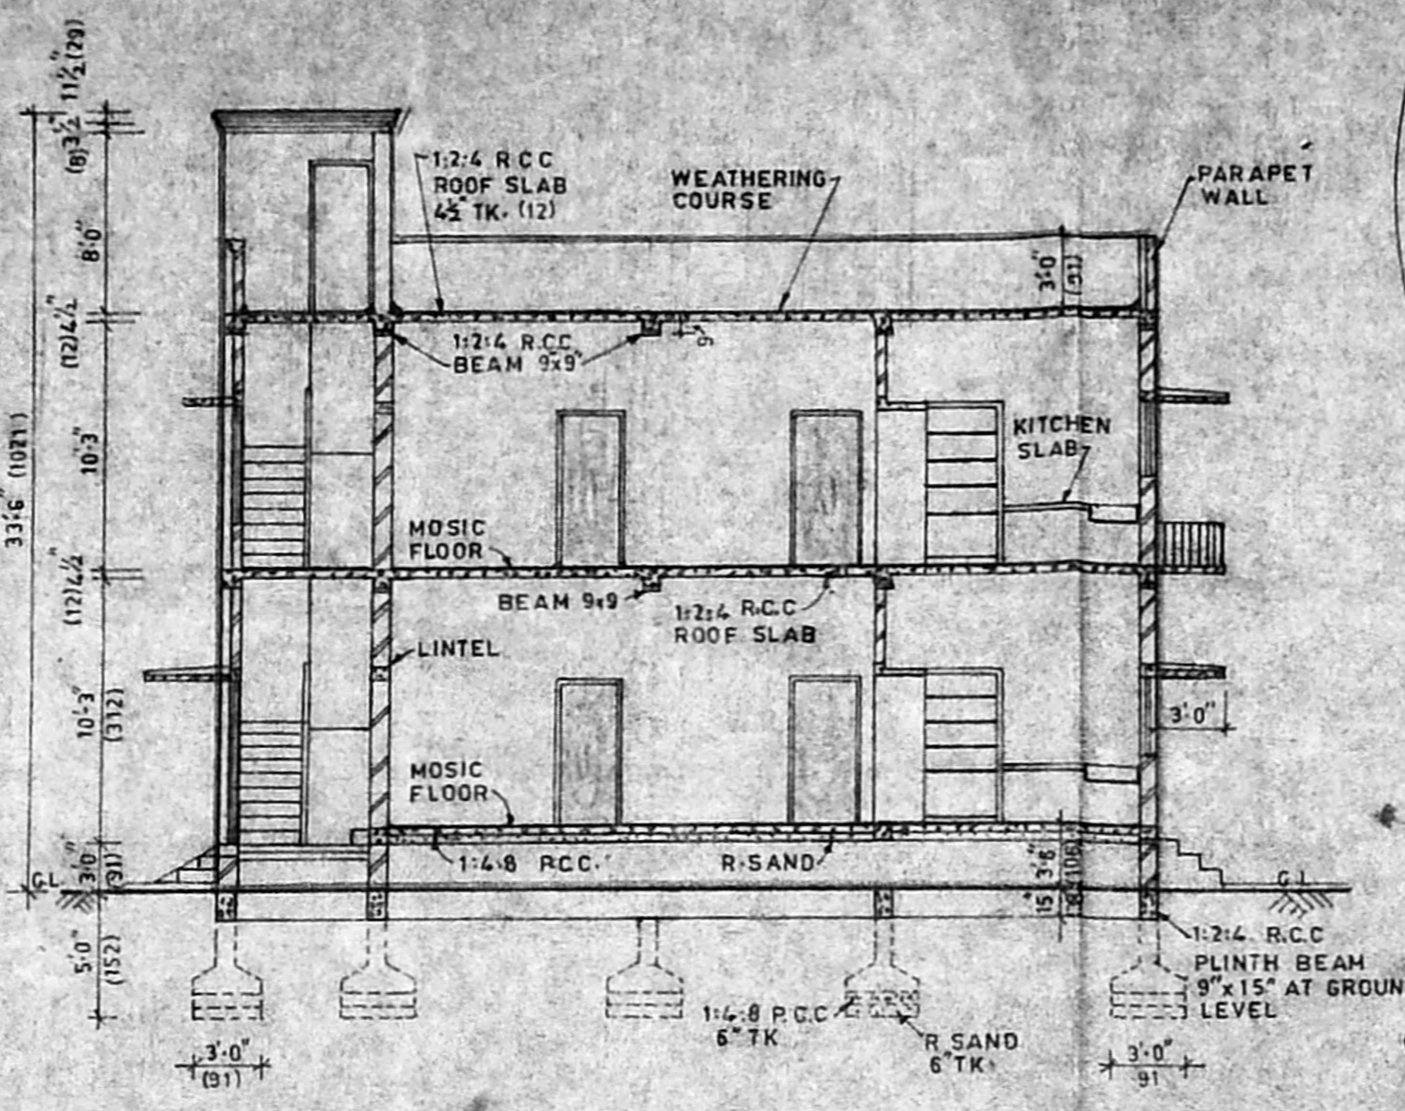 11½" (29)
3½"
(8)
8'.0"
(12)4½
10'.3"
(12)4½
10'-3"
(312)
3'.0"
(91)
5'.0"
(152)
33'.6" (1021)
G.L
1:2:4 R C C
ROOF SLAB
4½" TK. (12)
WEATHERING
COURSE
PARAPET
WALL
3'.0"
(91)
1:2:4 R.C.C
BEAM 9"x9"
9"
KITCHEN
SLAB
MOSIC
FLOOR
BEAM 9x9
1:2:4 R.C.C
ROOF SLAB
LINTEL
3'.0"
MOSIC
FLOOR
1:4:8 P.C.C.
R.SAND
15"
3'.6"
(106)
G.L
1:2:4. R.C.C
PLINTH BEAM
9"x15" AT GROUN
LEVEL
1:4:8 P.C.C
6" TK
R SAND
6" TK.
3'.0"
(91)
3'.0"
91